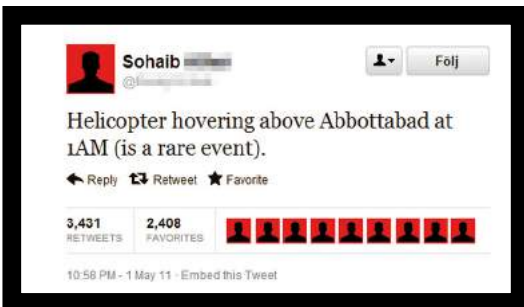 Sohaib
Följ
@
Helicopter hovering above Abbottabad at
1AM (is a rare event).
Reply Retweet Favorite
3,431 2,408
RETWEETS FAVORITES
10:58 PM - 1 May 11 · Embed this Tweet